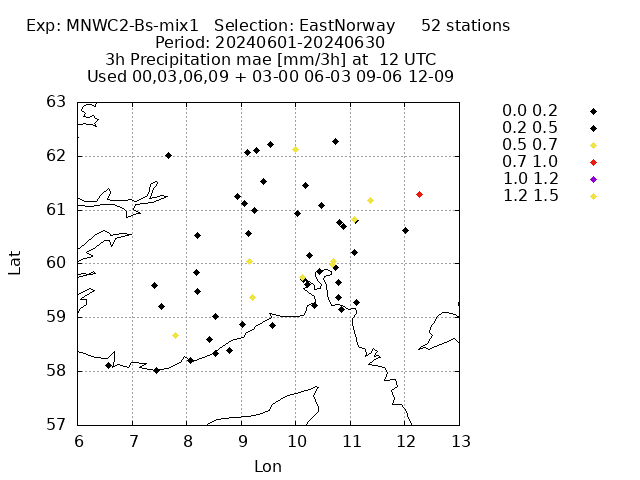 Exp: MNWC2-Bs-mix1 Selection: EastNorway 52 stations
Period: 20240601-20240630
3h Precipitation mae [mm/3h] at 12 UTC
Used 00,03,06,09 + 03-00 06-03 09-06 12-09
63
62
61
60
59
58
57
Lat
6 7 8 9 10 11 12 13
Lon
0.0 0.2
0.2 0.5
0.5 0.7
0.7 1.0
1.0 1.2
1.2 1.5